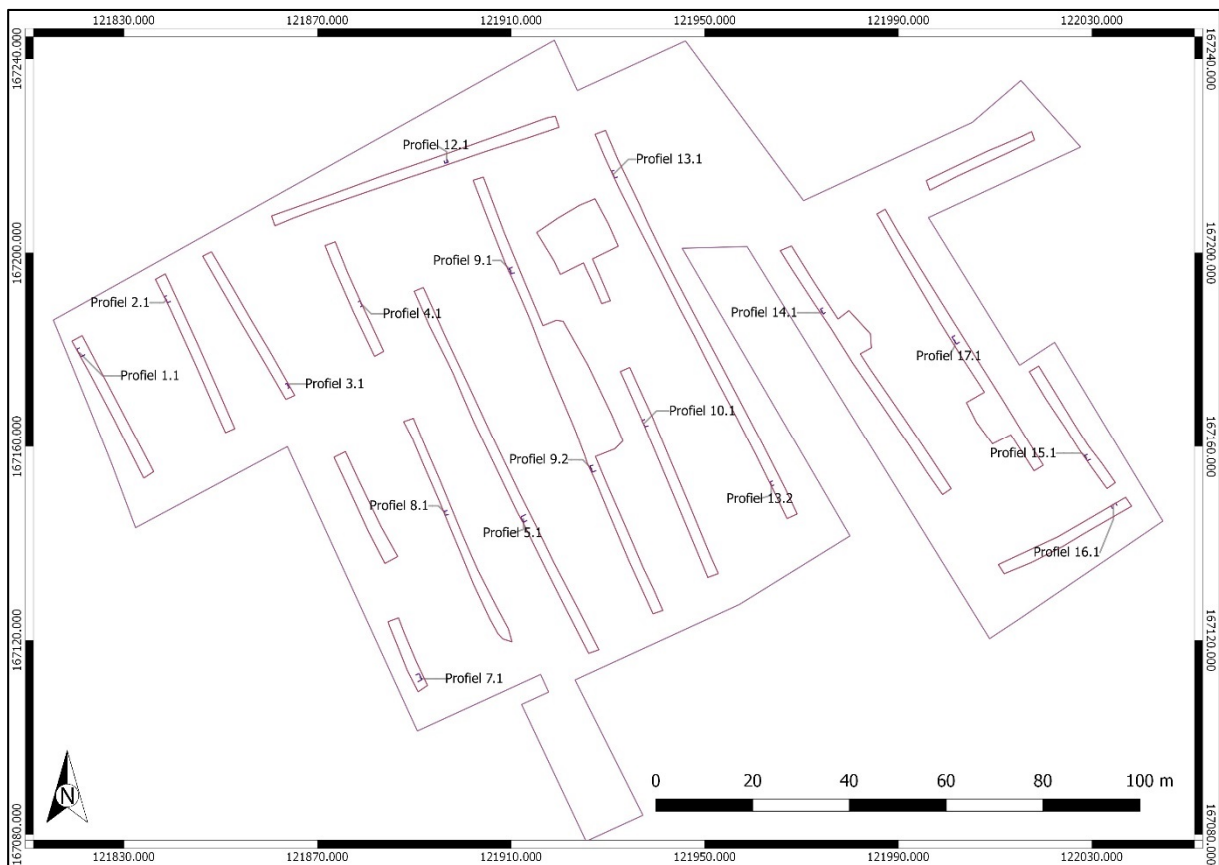 121830.000 121870.000 121910.000 121950.000 121990.000 122030.000
167240.000 167240.000
Profiel 12.1
Profiel 13.1
167200.000 167200.000
Profiel 9.1
Profiel 2.1
Profiel 4.1
Profiel 14.1
Profiel 17.1
Profiel 1.1
Profiel 3.1
Profiel 10.1
167160.000 167160.000
Profiel 9.2
Profiel 15.1
Profiel 13.2
Profiel 8.1
Profiel 5.1
Profiel 16.1
167120.000 167120.000
Profiel 7.1
0 20 40 60 80 100 m
N
167080.000 167080.000
121830.000 121870.000 121910.000 121950.000 121990.000 122030.000